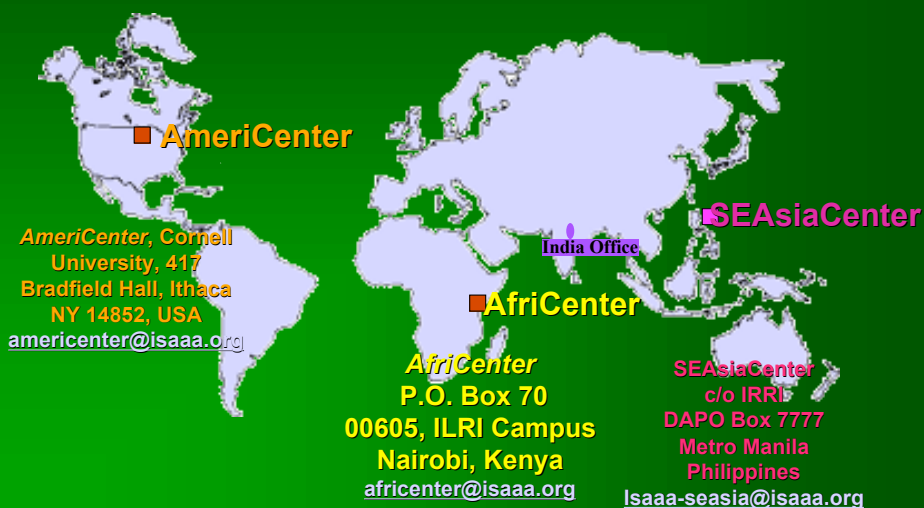 AmeriCenter
SEAsiaCenter
India Office
AfriCenter
AmeriCenter, Cornell
University, 417
Bradfield Hall, Ithaca
NY 14852, USA
americenter@isaaa.org
AfriCenter
P.O. Box 70
00605, ILRI Campus
Nairobi, Kenya
africenter@isaaa.org
SEAsiaCenter
c/o IRRI
DAPO Box 7777
Metro Manila
Philippines
Isaaa-seasia@isaaa.org